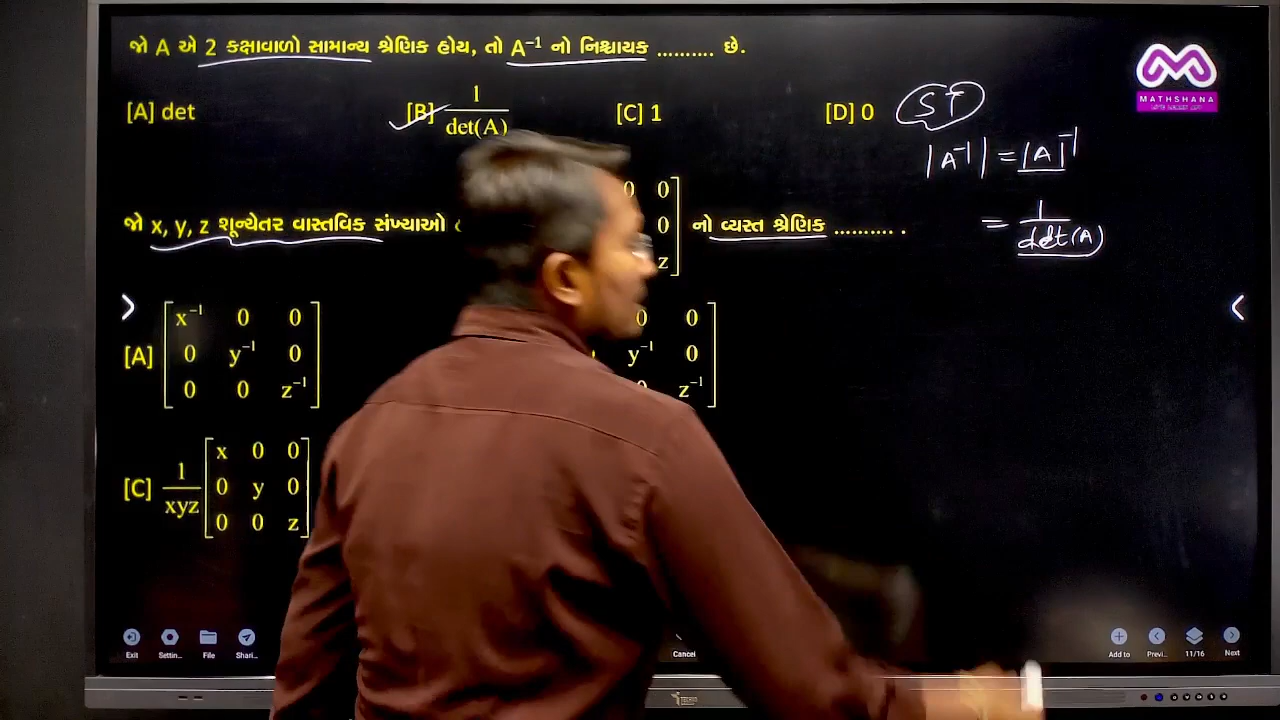 જો A એ 2 કક્ષાવાળો સામાન્ય શ્રેણિક હોય, તો A⁻¹ નો નિશ્ચાયક .......... છે.
[A] det [B] 1/det(A) [C] 1 [D] 0
ST
|A⁻¹| = |A|⁻¹
= 1/det(A)
MATHSHANA
0 0
0
z
જો x, y, z શૂન્યેતર વાસ્તવિક સંખ્યાઓ
નો વ્યસ્ત શ્રેણિક .......... .
[A]
x⁻¹ 0 0
0 y⁻¹ 0
0 0 z⁻¹
0 0
y⁻¹ 0
0 z⁻¹
[C] 1/xyz
x 0 0
0 y 0
0 0 z
Exit Settin... File Shari... Cancel Add to Previ... 11/16 Next